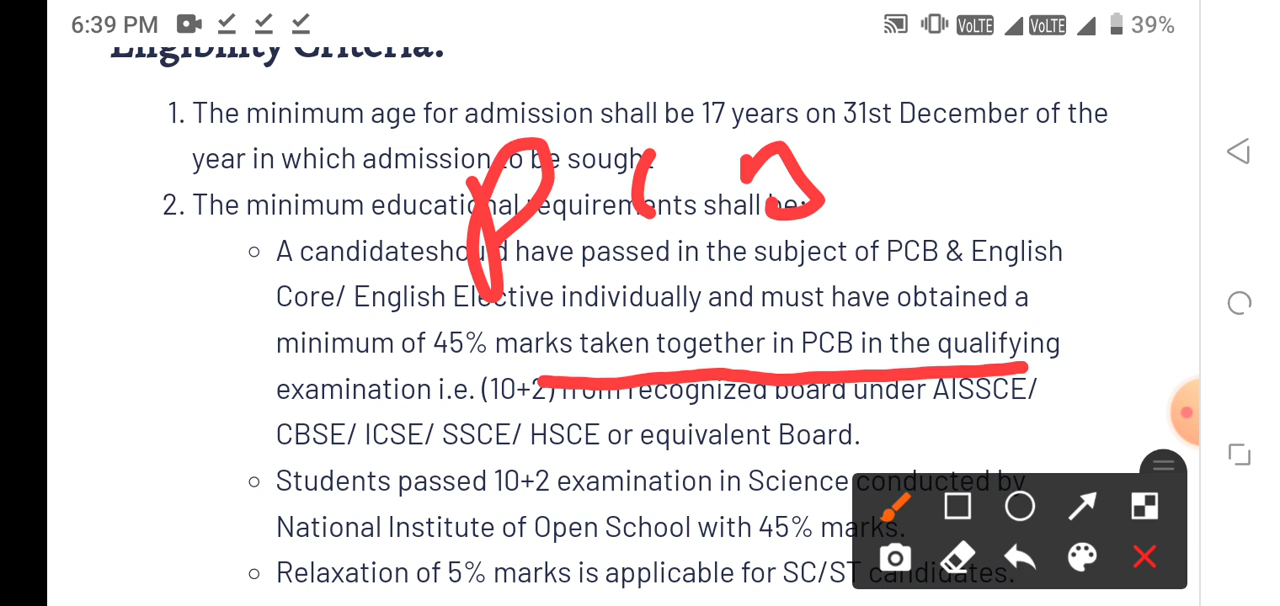 6:39 PM VoLTE VoLTE 39%
Eligibility Criteria:
1. The minimum age for admission shall be 17 years on 31st December of the
year in which admission to be sought.
2. The minimum educational requirements shall be:
P C
◦ A candidateshould have passed in the subject of PCB & English
Core/ English Elective individually and must have obtained a
minimum of 45% marks taken together in PCB in the qualifying
examination i.e. (10+2) from recognized board under AISSCE/
CBSE/ ICSE/ SSCE/ HSCE or equivalent Board.
◦ Students passed 10+2 examination in Science conducted by
National Institute of Open School with 45% marks.
◦ Relaxation of 5% marks is applicable for SC/ST candidates.